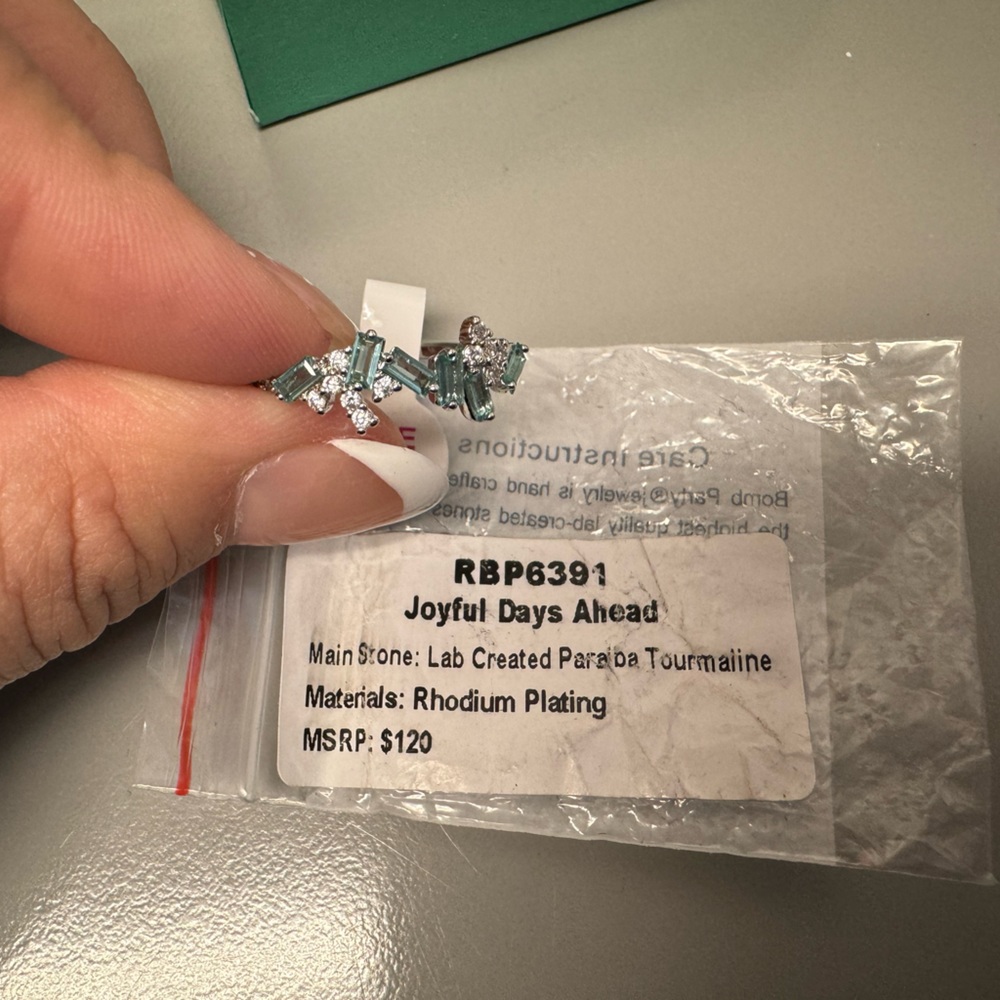 Care instructions
Bomb Party® jewelry is hand crafte
the highest quality lab-created stones
RBP6391
Joyful Days Ahead
Main Stone: Lab Created Paraiba Tourmaline
Materials: Rhodium Plating
MSRP: $120